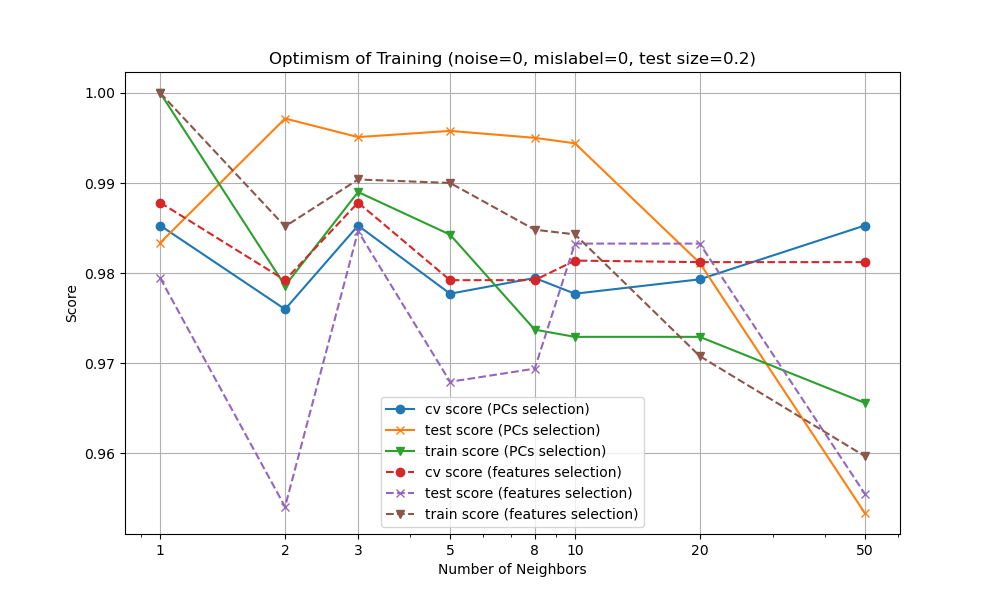 Optimism of Training (noise=0, mislabel=0, test size=0.2)
Score
1.00
0.99
0.98
0.97
0.96
cv score (PCs selection)
test score (PCs selection)
train score (PCs selection)
cv score (features selection)
test score (features selection)
train score (features selection)
1 2 3 5 8 10 20 50
Number of Neighbors